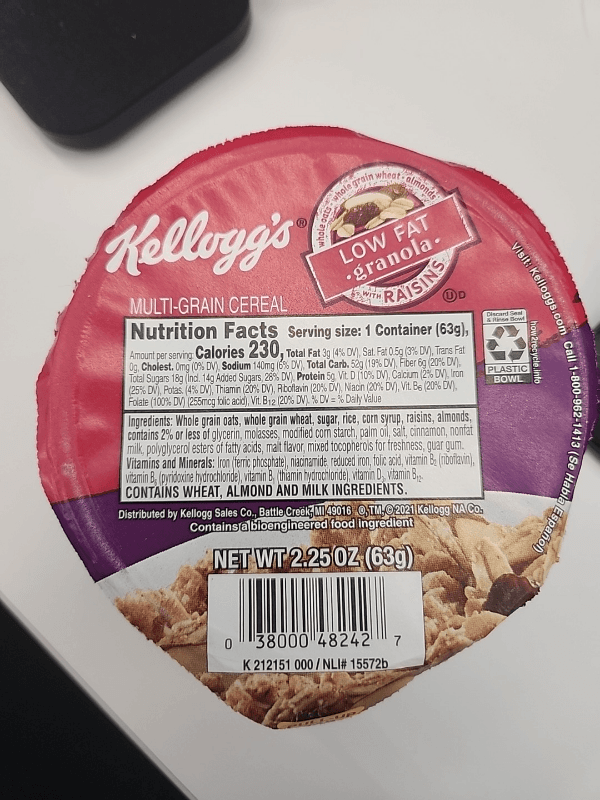 Kellogg's®
whole oats • whole grain wheat • almonds
LOW FAT
•granola•
WITH RAISINS
Ⓤ D
MULTI-GRAIN CEREAL
Nutrition Facts Serving size: 1 Container (63g),
Amount per serving: Calories 230, Total Fat 3g (4% DV), Sat. Fat 0.5g (3% DV), Trans Fat
0g, Cholest. 0mg (0% DV), Sodium 140mg (6% DV), Total Carb. 52g (19% DV), Fiber 6g (20% DV),
Total Sugars 18g (Incl. 14g Added Sugars, 28% DV), Protein 5g, Vit. D (10% DV), Calcium (2% DV), Iron
(25% DV), Potas. (4% DV), Thiamin (20% DV), Riboflavin (20% DV), Niacin (20% DV), Vit. B₆ (20% DV),
Folate (100% DV) (255mcg folic acid), Vit. B₁₂ (20% DV). % DV = % Daily Value
Ingredients: Whole grain oats, whole grain wheat, sugar, rice, corn syrup, raisins, almonds,
contains 2% or less of glycerin, molasses, modified corn starch, palm oil, salt, cinnamon, nonfat
milk, polyglycerol esters of fatty acids, malt flavor, mixed tocopherols for freshness, guar gum.
Vitamins and Minerals: Iron (ferric phosphate), niacinamide, reduced iron, folic acid, vitamin B₂ (riboflavin),
vitamin B₆ (pyridoxine hydrochloride), vitamin B₁ (thiamin hydrochloride), vitamin D, vitamin B₁₂.
CONTAINS WHEAT, ALMOND AND MILK INGREDIENTS.
Distributed by Kellogg Sales Co., Battle Creek, MI 49016 ®, TM, © 2021 Kellogg NA Co.
Contains a bioengineered food ingredient
Discard Seal
& Rinse Bowl
PLASTIC
BOWL
how2recycle.info
Visit: Kelloggs.com Call 1-800-962-1413 (Se Habla Español)
NET WT 2.25 OZ (63g)
0 38000 48242 7
K 212151 000 / NLI# 15572b